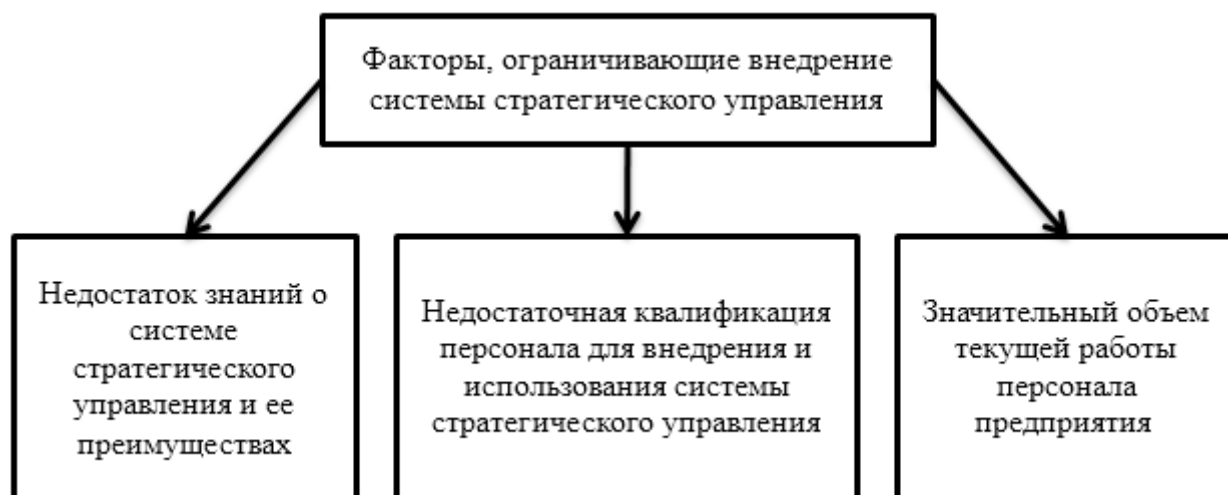 Факторы, ограничивающие внедрение
системы стратегического управления
Недостаток знаний о
системе
стратегического
управления и ее
преимуществах
Недостаточная квалификация
персонала для внедрения и
использования системы
стратегического управления
Значительный объем
текущей работы
персонала
предприятия